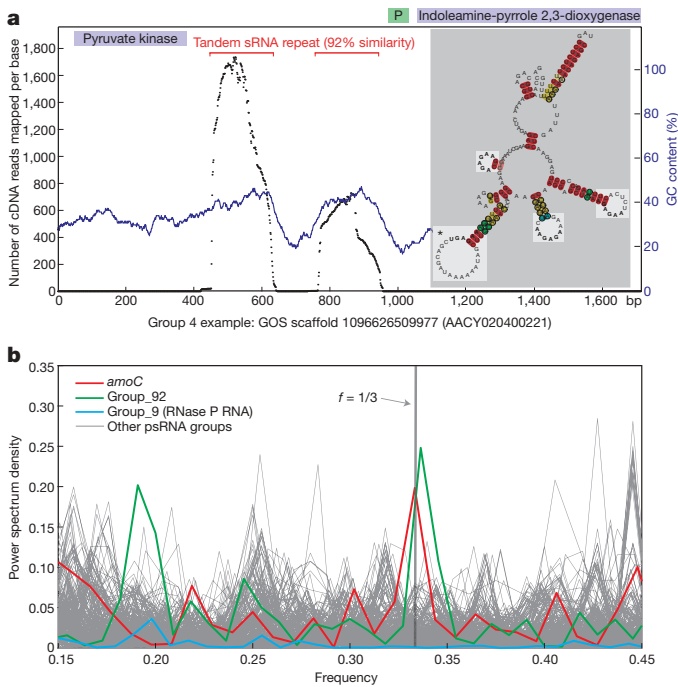 P Indoleamine-pyrrole 2,3-dioxygenase
a
Pyruvate kinase
Tandem sRNA repeat (92% similarity)
Number of cDNA reads mapped per base
1,800
1,600
1,400
1,200
1,000
800
600
400
200
0
100
80
60
40
20
0
GC content (%)
*
0 200 400 600 800 1,000 1,200 1,400 1,600 bp
Group 4 example: GOS scaffold 1096626509977 (AACY020400221)
b
Power spectrum density
0.35
0.30
0.25
0.20
0.15
0.10
0.05
0
amoC
Group_92
Group_9 (RNase P RNA)
Other psRNA groups
f = 1/3
0.15 0.20 0.25 0.30 0.35 0.40 0.45
Frequency